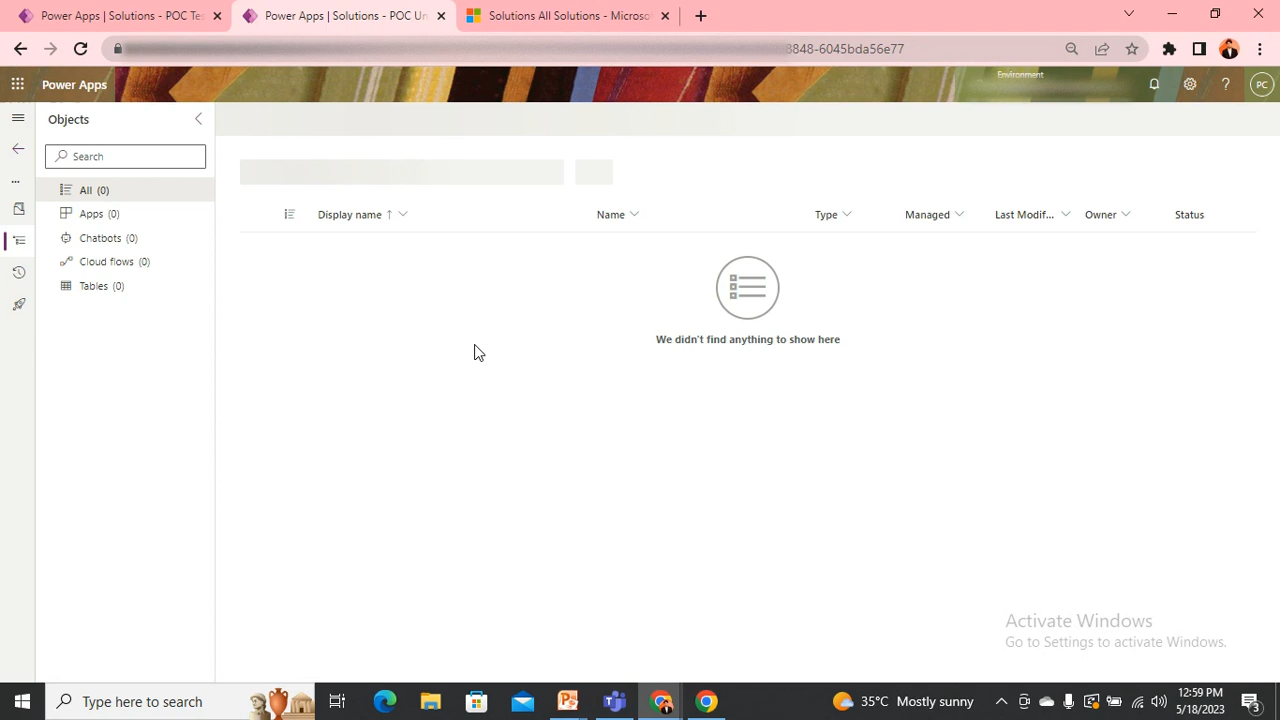 Power Apps | Solutions - POC Tes
Power Apps | Solutions - POC Un
Solutions All Solutions - Microsof
8848-6045bda56e77
Power Apps
Environment
PC
Objects
Search
All (0)
Apps (0)
Chatbots (0)
Cloud flows (0)
Tables (0)
Display name
Name
Type
Managed
Last Modif...
Owner
Status
We didn't find anything to show here
Activate Windows
Go to Settings to activate Windows.
Type here to search
35°C Mostly sunny
12:59 PM
5/18/2023
3